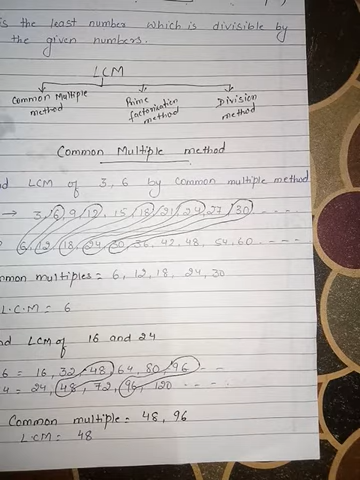 is the least number which is divisible by
the given numbers.
LCM
Common Multiple method
Prime factorisation method
Division method
Common Multiple method
nd LCM of 3, 6 by Common multiple method
→ 3, 6, 9, 12, 15, 18, 21, 24, 27, 30 - - - -
6, 12, 18, 24, 30, 36, 42, 48, 54, 60. - - - -
mmon multiples = 6, 12, 18, 24, 30
L.C.M = 6
nd LCM of 16 and 24
6 = 16, 32, 48, 64, 80, 96 - -
4 = 24, 48, 72, 96, 120 - - - -
Common multiple = 48, 96
LCM = 48